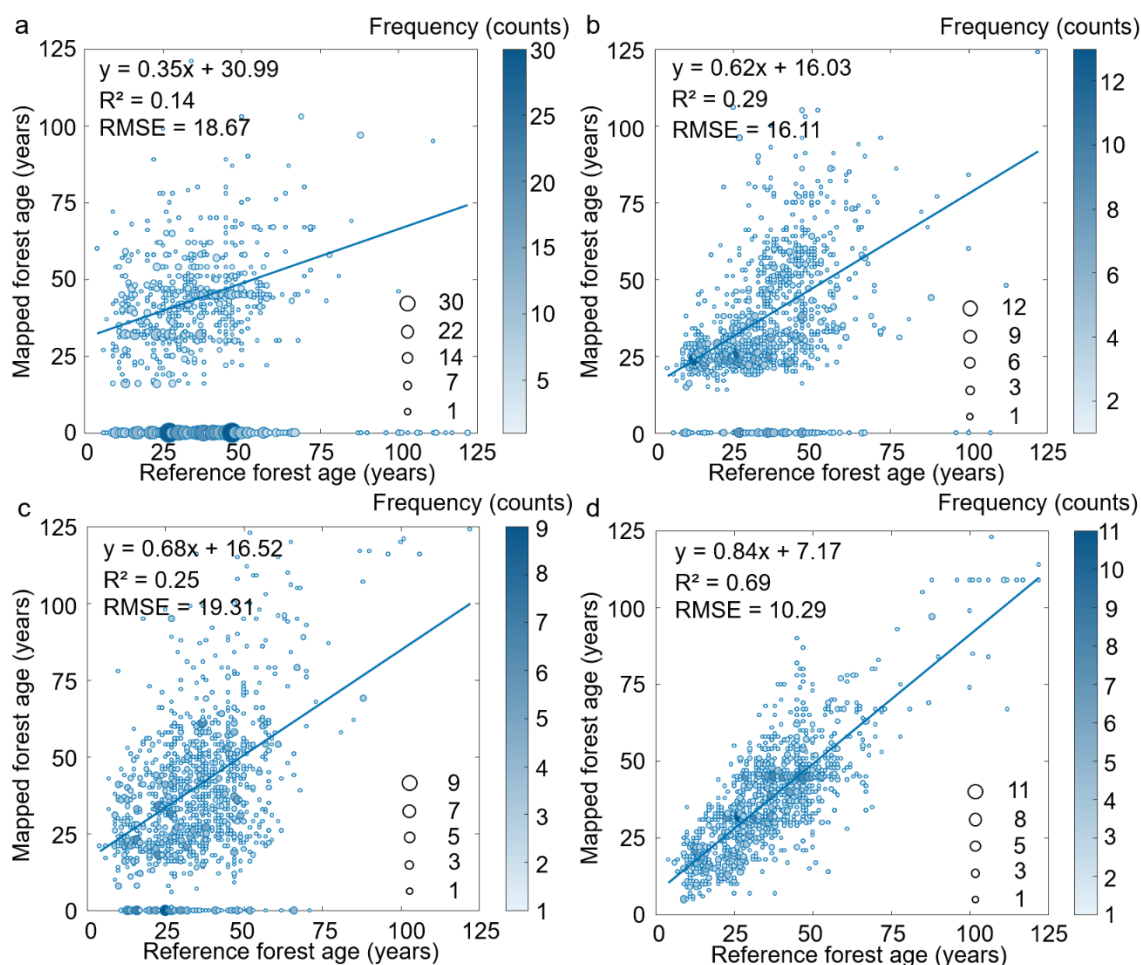 a
Frequency (counts)
y = 0.35x + 30.99
R² = 0.14
RMSE = 18.67
Mapped forest age (years)
125
100
75
50
25
0
0 25 50 75 100 125
Reference forest age (years)
30
22
14
7
1
30
25
20
15
10
5
b
Frequency (counts)
y = 0.62x + 16.03
R² = 0.29
RMSE = 16.11
Mapped forest age (years)
125
100
75
50
25
0
0 25 50 75 100 125
Reference forest age (years)
12
9
6
3
1
12
10
8
6
4
2
c
Frequency (counts)
y = 0.68x + 16.52
R² = 0.25
RMSE = 19.31
Mapped forest age (years)
125
100
75
50
25
0
0 25 50 75 100 125
Reference forest age (years)
9
7
5
3
1
9
8
7
6
5
4
3
2
1
d
Frequency (counts)
y = 0.84x + 7.17
R² = 0.69
RMSE = 10.29
Mapped forest age (years)
125
100
75
50
25
0
0 25 50 75 100 125
Reference forest age (years)
11
8
5
3
1
11
10
9
8
7
6
5
4
3
2
1